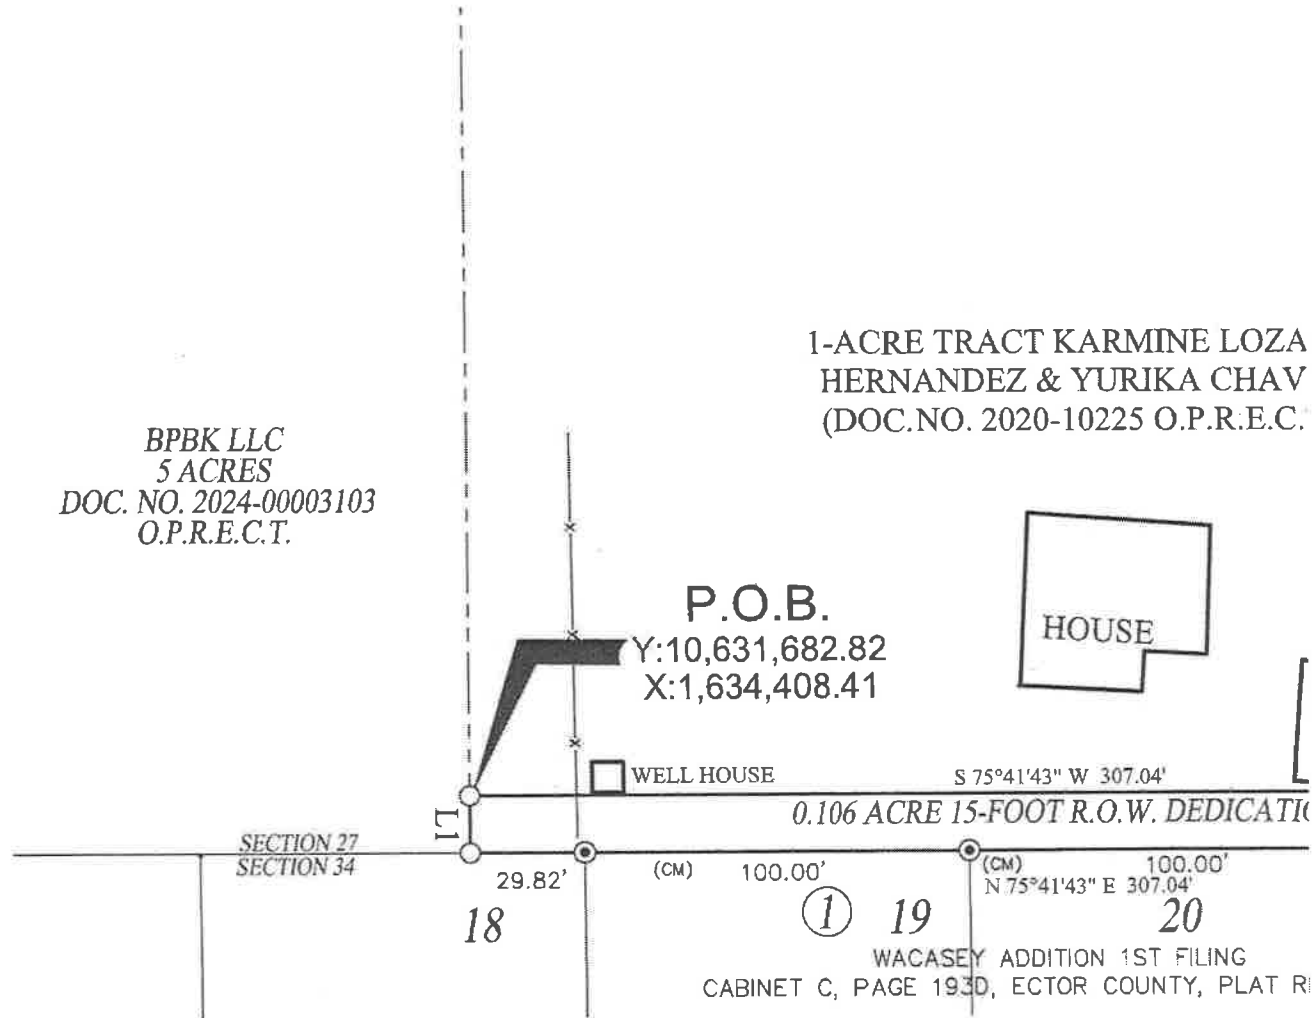 1-ACRE TRACT KARMINE LOZA
HERNANDEZ & YURIKA CHAV
(DOC.NO. 2020-10225 O.P.R.E.C.
BPBK LLC
5 ACRES
DOC. NO. 2024-00003103
O.P.R.E.C.T.
P.O.B.
Y:10,631,682.82
X:1,634,408.41
HOUSE
WELL HOUSE
S 75°41'43" W 307.04'
0.106 ACRE 15-FOOT R.O.W. DEDICATIO
L1
SECTION 27
SECTION 34
29.82'
(CM)
100.00'
(CM)
100.00'
N 75°41'43" E 307.04'
18
1
19
20
WACASEY ADDITION 1ST FILING
CABINET C, PAGE 193D, ECTOR COUNTY, PLAT R